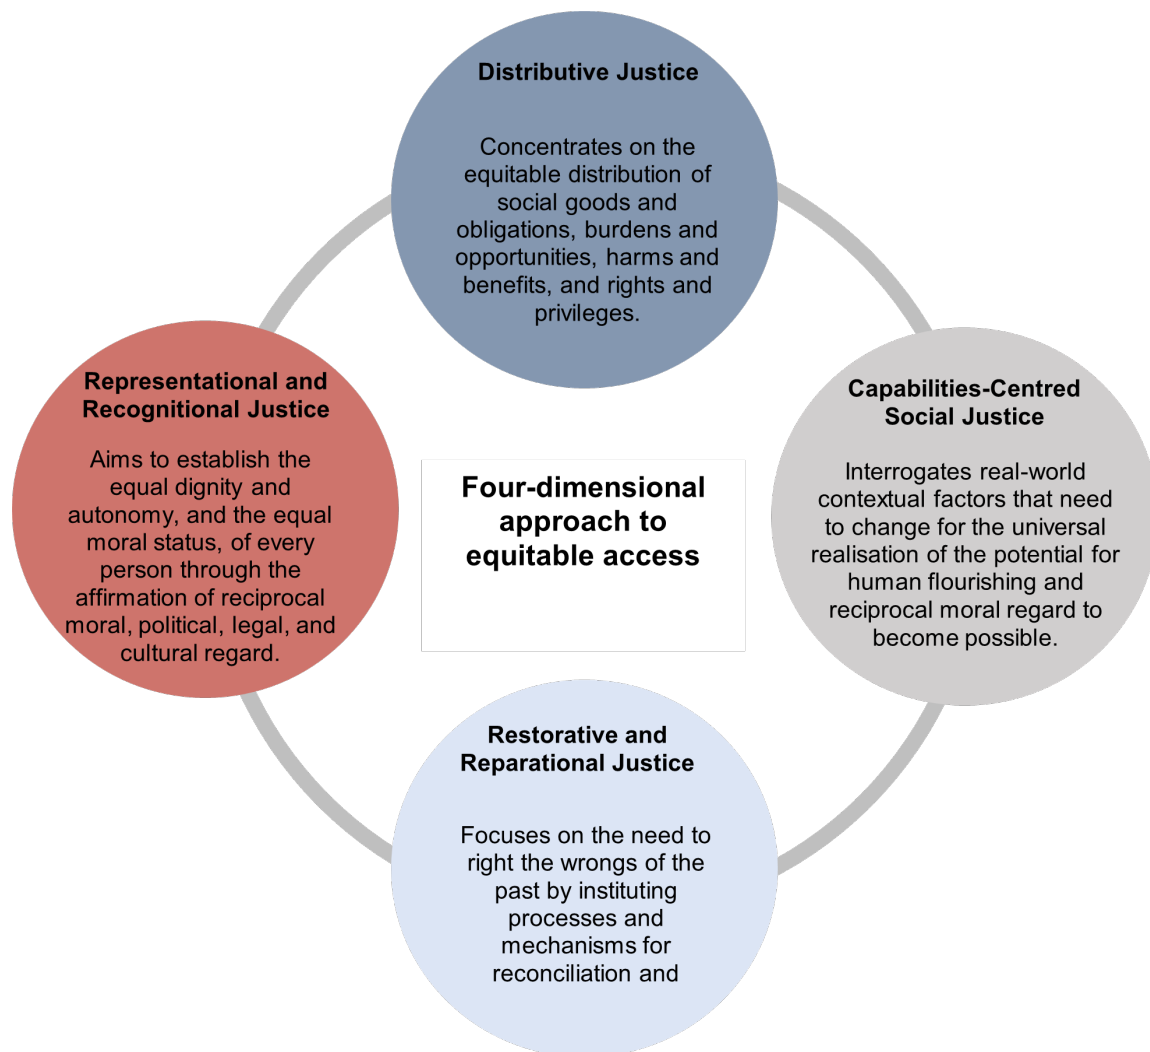 Distributive Justice
Concentrates on the
equitable distribution of
social goods and
obligations, burdens and
opportunities, harms and
benefits, and rights and
privileges.
Representational and
Recognitional Justice
Aims to establish the
equal dignity and
autonomy, and the equal
moral status, of every
person through the
affirmation of reciprocal
moral, political, legal, and
cultural regard.
Four-dimensional
approach to
equitable access
Capabilities-Centred
Social Justice
Interrogates real-world
contextual factors that need
to change for the universal
realisation of the potential for
human flourishing and
reciprocal moral regard to
become possible.
Restorative and
Reparational Justice
Focuses on the need to
right the wrongs of the
past by instituting
processes and
mechanisms for
reconciliation and